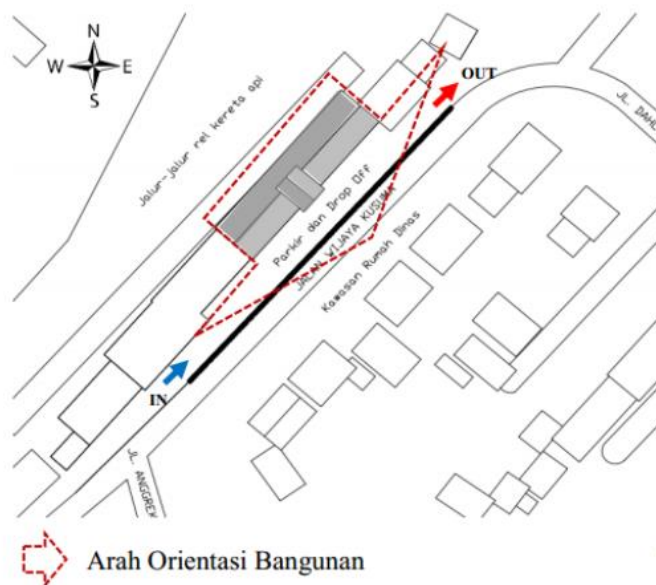 N
W E
S
OUT
JL. DAHL
Jalur-jalur rel kereta api
Parkir dan Drop Off
JALAN WIJAYA KUSUMA
Kawasan Rumah Dinas
IN
JL. ANGGREK
Arah Orientasi Bangunan